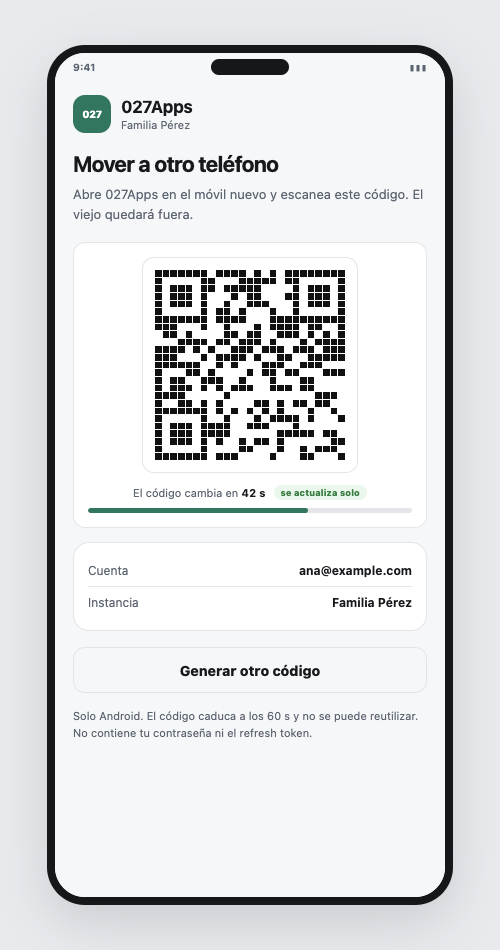 9:41
027
027Apps
Familia Pérez
Mover a otro teléfono
Abre 027Apps en el móvil nuevo y escanea este código. El
viejo quedará fuera.
El código cambia en 42 s se actualiza solo
Cuenta ana@example.com
Instancia Familia Pérez
Generar otro código
Solo Android. El código caduca a los 60 s y no se puede reutilizar.
No contiene tu contraseña ni el refresh token.